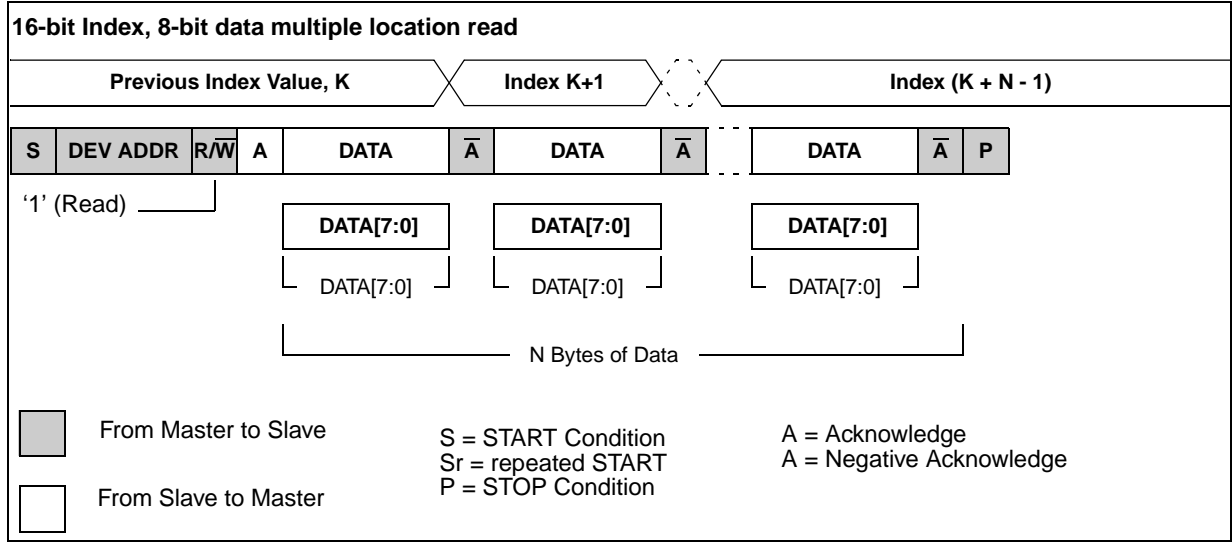 16-bit Index, 8-bit data multiple location read
Previous Index Value, K Index K+1 Index (K + N - 1)
S DEV ADDR R/W̅ A DATA A̅ DATA A̅ DATA A̅ P
‘1’ (Read)
DATA[7:0] DATA[7:0] DATA[7:0]
DATA[7:0] DATA[7:0] DATA[7:0]
N Bytes of Data
From Master to Slave
From Slave to Master
S = START Condition
Sr = repeated START
P = STOP Condition
A = Acknowledge
A = Negative Acknowledge